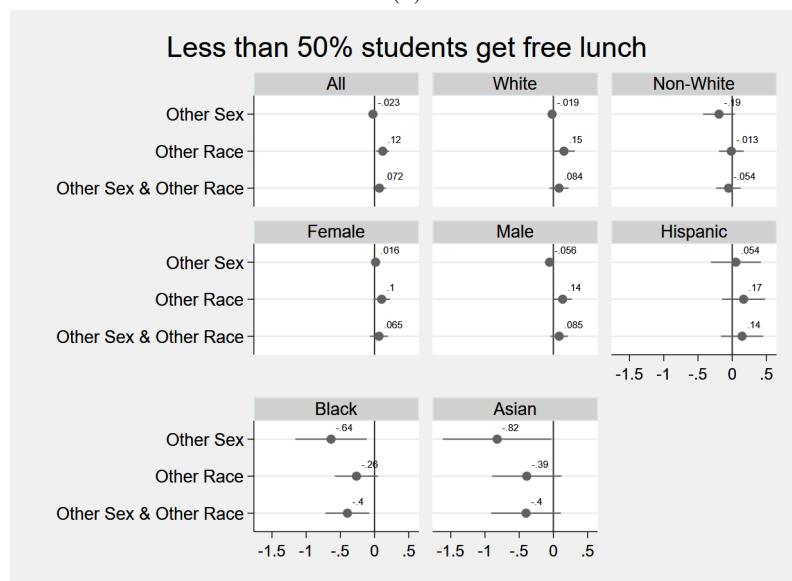 Less than 50% students get free lunch
All White Non-White
Other Sex -.023 -.019 -.19
Other Race .12 .15 -.013
Other Sex & Other Race .072 .084 -.054
Female Male Hispanic
Other Sex .016 -.056 .054
Other Race .1 .14 .17
Other Sex & Other Race .065 .085 .14
-1.5 -1 -.5 0 .5
Black Asian
Other Sex -.64 -.82
Other Race -.26 -.39
Other Sex & Other Race -.4 -.4
-1.5 -1 -.5 0 .5 -1.5 -1 -.5 0 .5